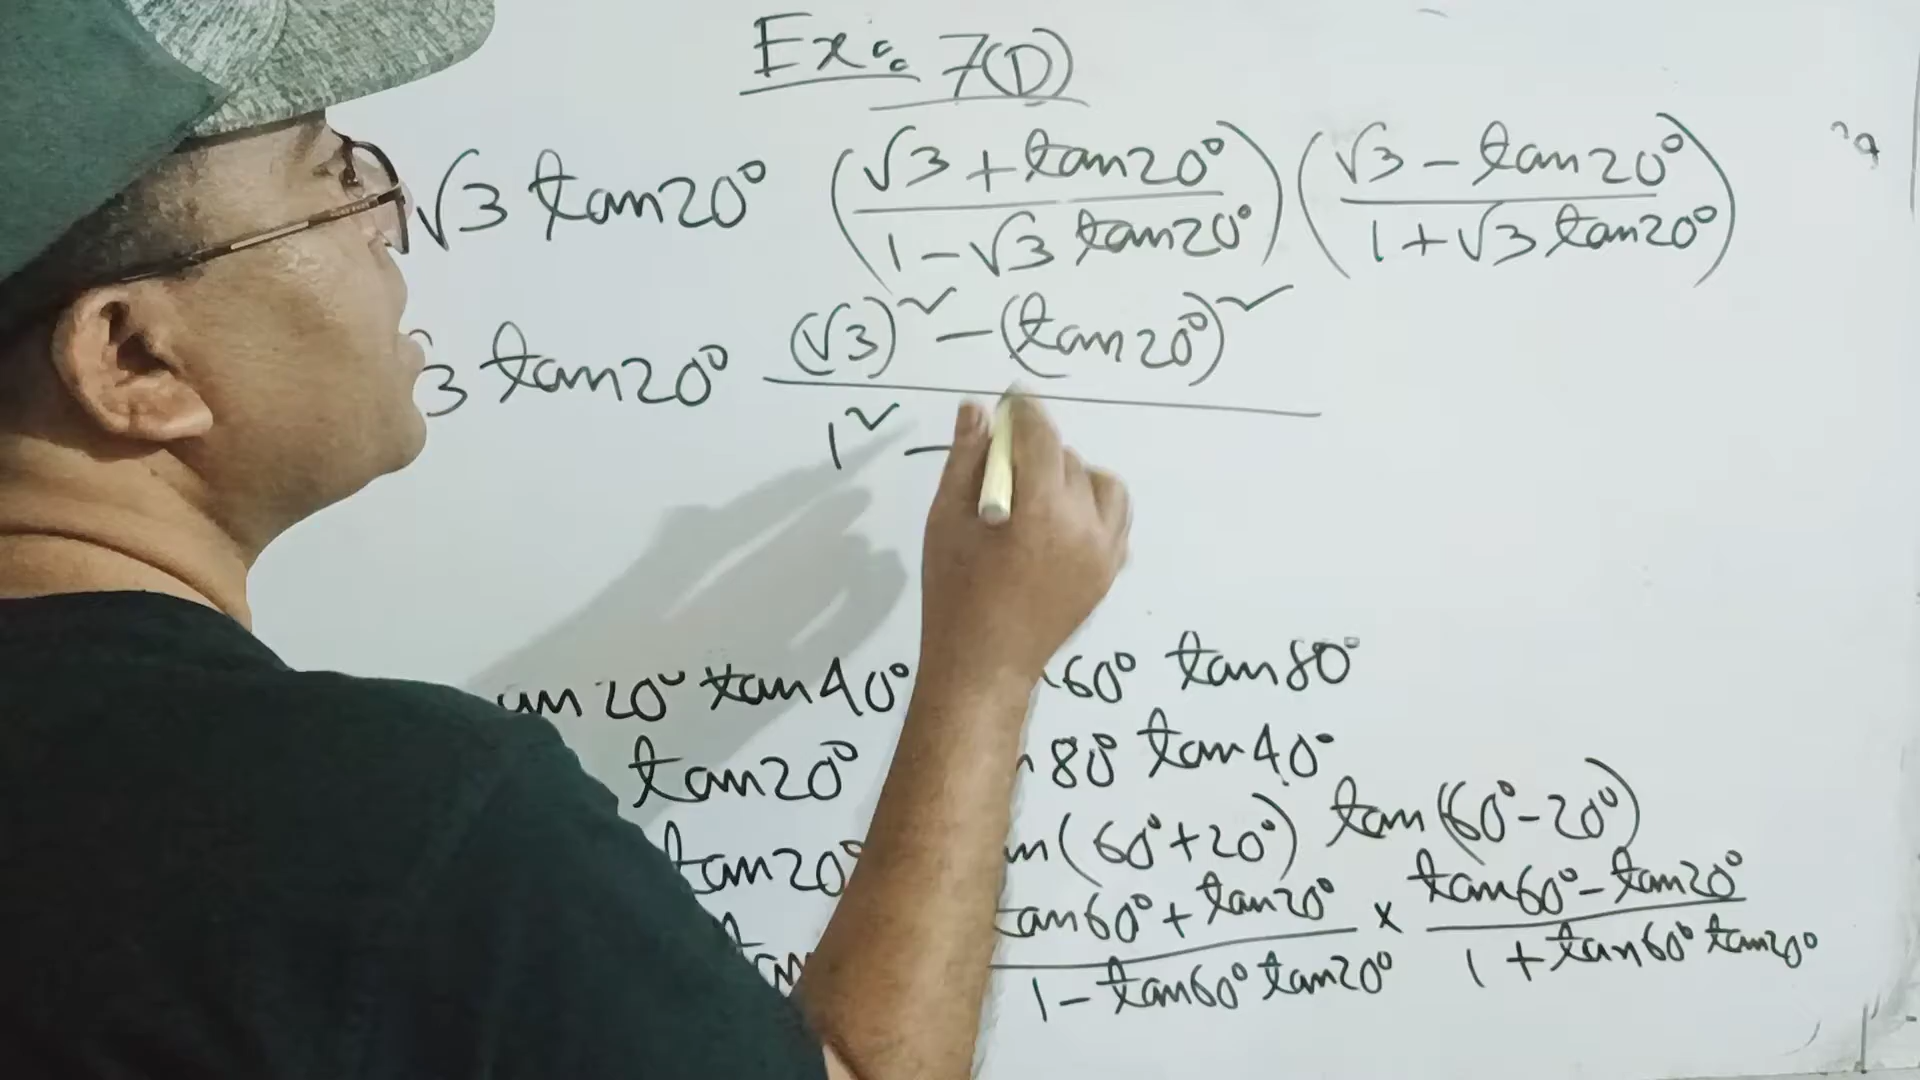 Ex: 7(D)
√3 tan20° (√3 + tan20° / 1 - √3 tan20°) (√3 - tan20° / 1 + √3 tan20°)
3 tan20° (√3)² - (tan20°)² / 1² -
an20° tan40° 60° tan80°
tan20° 80° tan40°
tan20° n(60°+20°) tan(60°-20°)
tan tan60° + tan20° / 1 - tan60° tan20° × tan60° - tan20° / 1 + tan60° tan20°